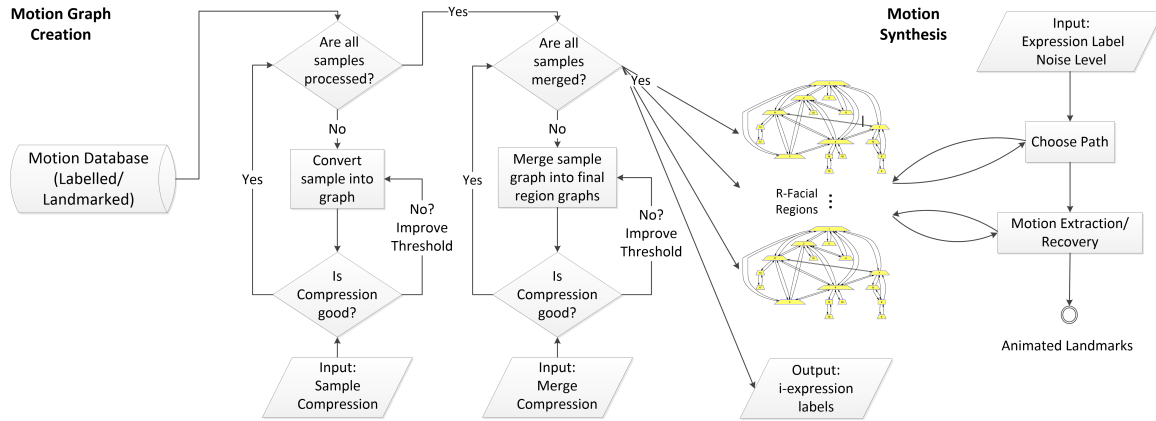 Motion Graph
Creation
Motion Database
(Labelled/
Landmarked)
Are all
samples
processed?
Yes
No
Convert
sample into
graph
Yes
No?
Improve
Threshold
Is
Compression
good?
Input:
Sample
Compression
Are all
samples
merged?
Yes
No
Merge sample
graph into final
region graphs
Yes
No?
Improve
Threshold
Is
Compression
good?
Input:
Merge
Compression
R-Facial
Regions
Output:
i-expression
labels
Motion
Synthesis
Input:
Expression Label
Noise Level
Choose Path
Motion Extraction/
Recovery
Animated Landmarks